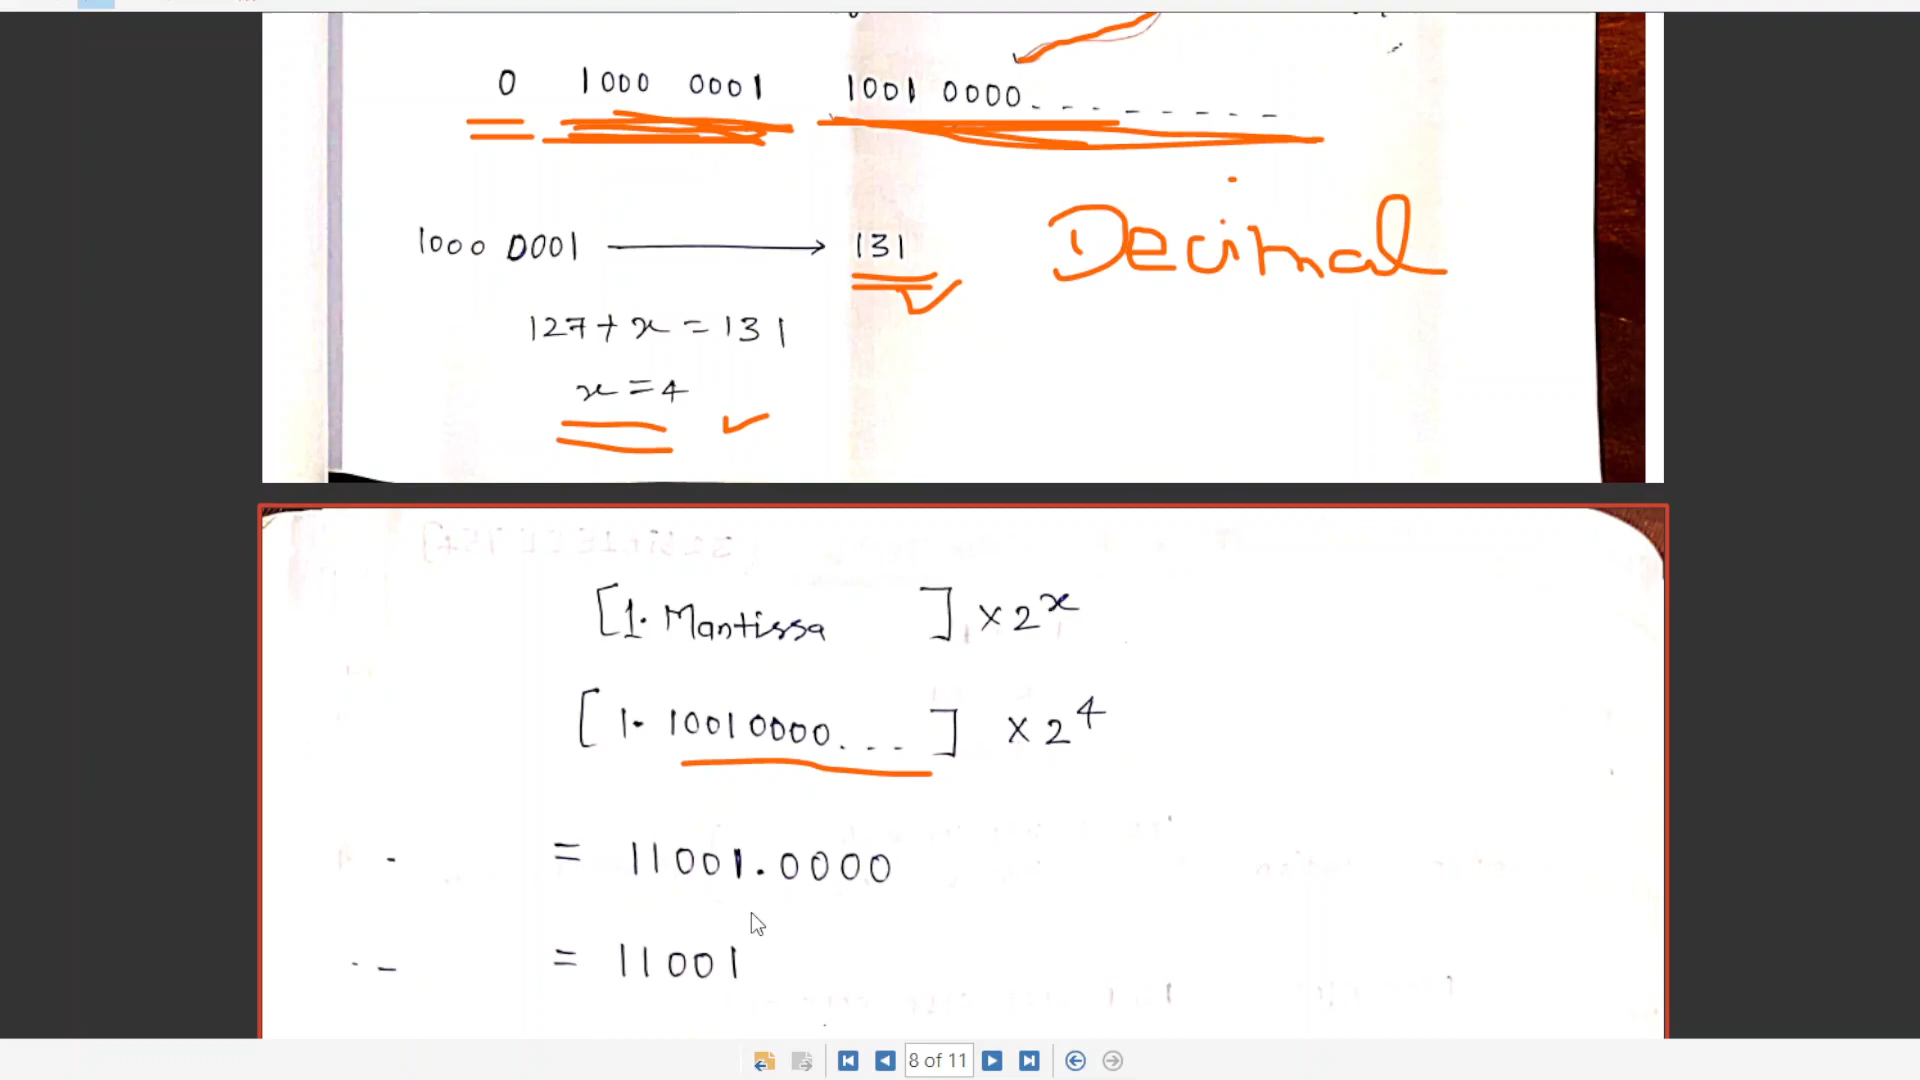 0 1000 0001 1001 0000 . . . - - - - - -
1000 0001 → 131
Decimal
127 + x = 131
x = 4
[1. Mantissa ] × 2^x
[1. 10010000. . . . ] × 2^4
= 11001.0000
= 11001
8 of 11